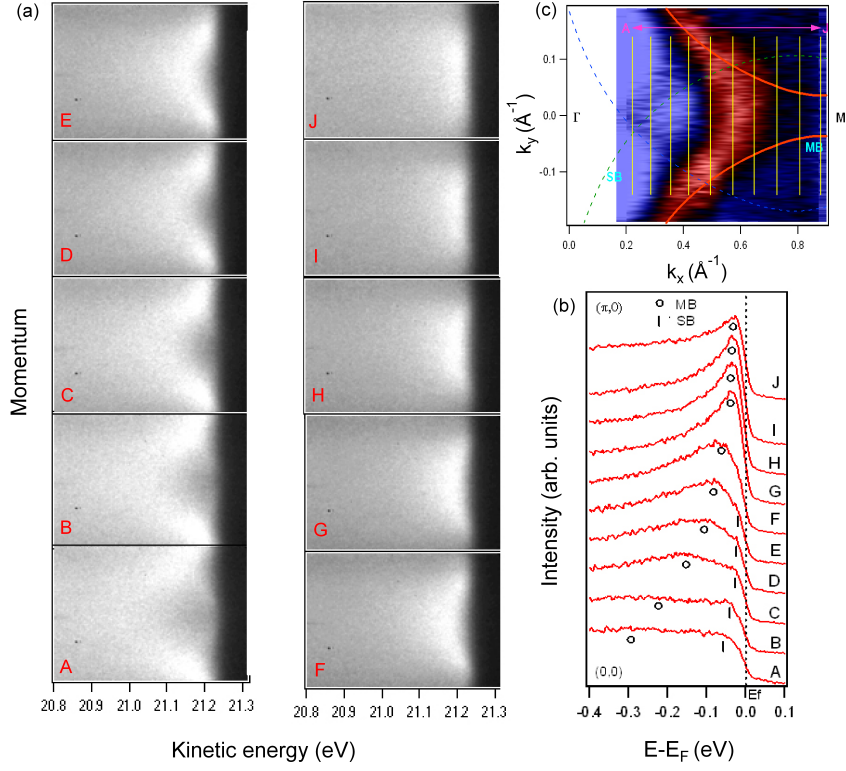 (a)
E
D
C
B
A
J
I
H
G
F
Momentum
20.8 20.9 21.0 21.1 21.2 21.3
20.8 20.9 21.0 21.1 21.2 21.3
Kinetic energy (eV)
(c)
A
J
0.1
0.0
-0.1
k_y (Å⁻¹)
Γ
M
MB
SB
0.0 0.2 0.4 0.6 0.8
k_x (Å⁻¹)
(b)
(π,0)
MB
SB
J
I
H
G
F
E
D
C
B
A
(0,0)
Ef
-0.4 -0.3 -0.2 -0.1 0.0 0.1
Intensity (arb. units)
E-E_F (eV)